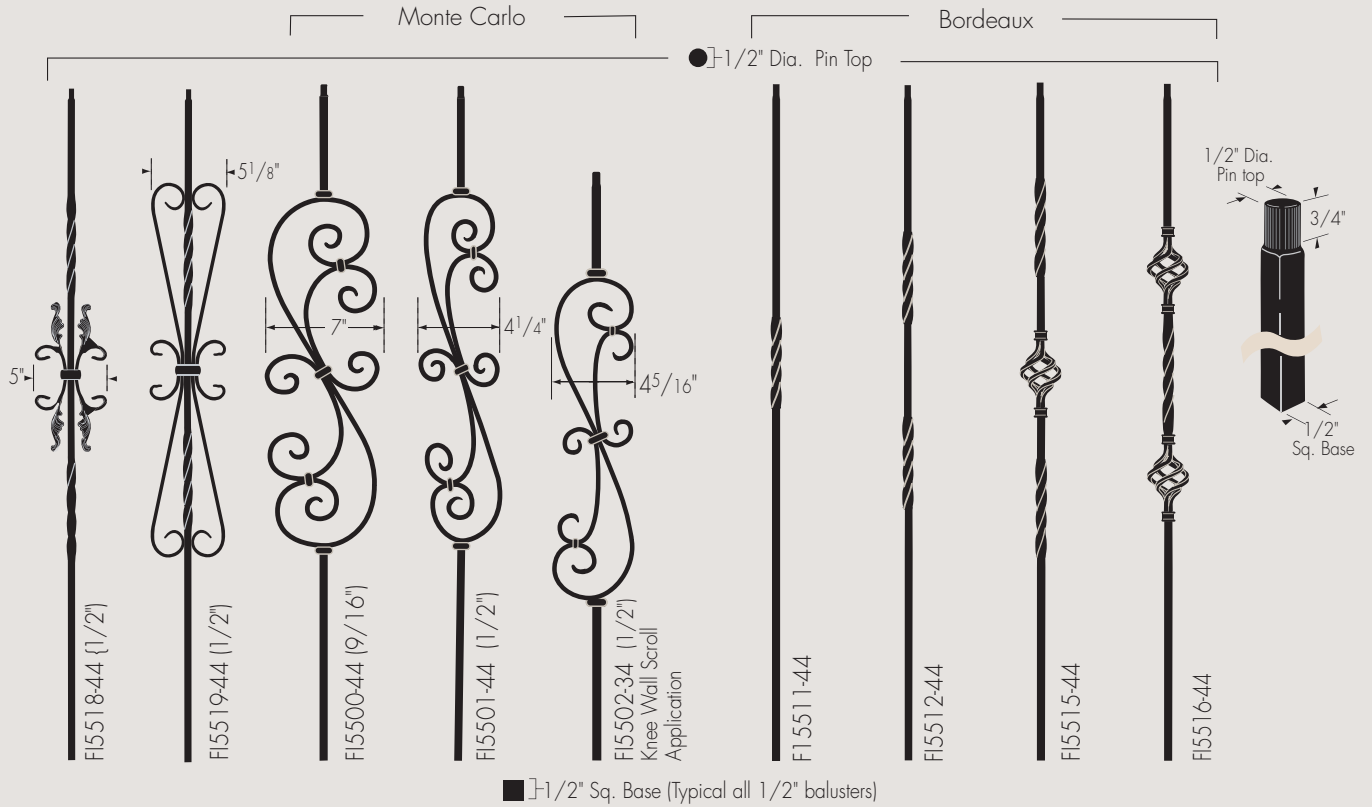 Monte Carlo
Bordeaux
1/2" Dia. Pin Top
5 1/8"
7"
4 1/4"
4 5/16"
5"
1/2" Dia.
Pin top
3/4"
1/2"
Sq. Base
FI5518-44 {1/2")
FI5519-44 (1/2")
FI5500-44 (9/16")
FI5501-44 (1/2")
FI5502-34 (1/2")
Knee Wall Scroll
Application
F15511-44
FI5512-44
FI5515-44
FI5516-44
1/2" Sq. Base (Typical all 1/2" balusters)